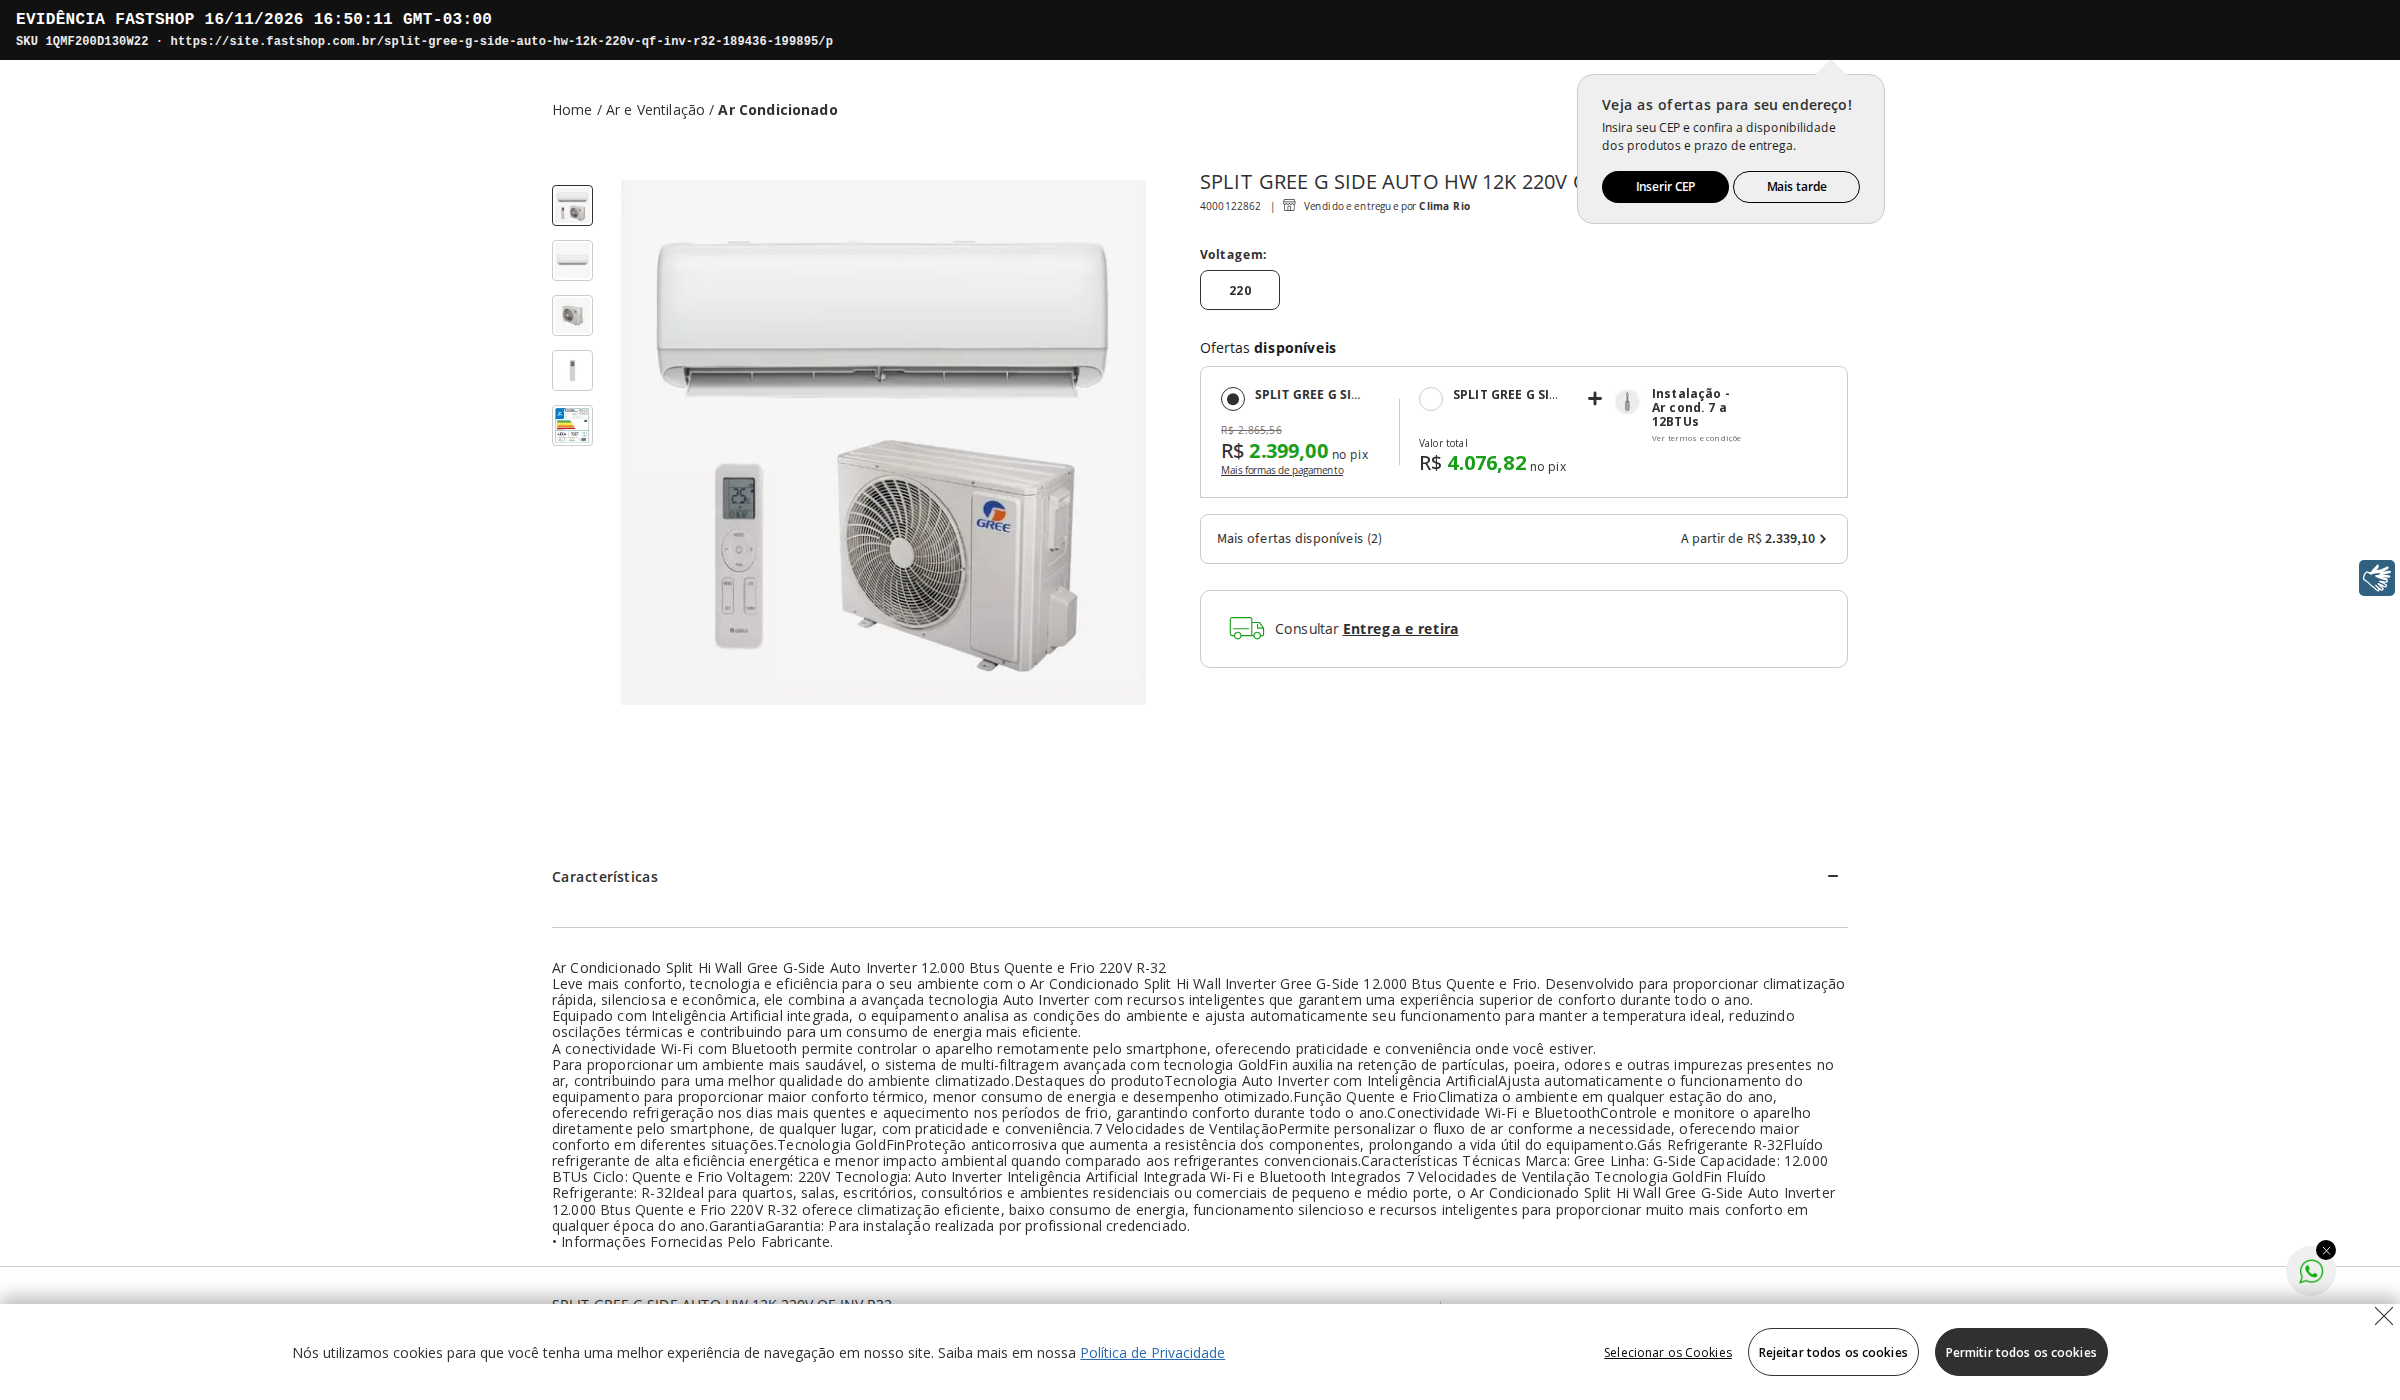 EVIDÊNCIA FASTSHOP 16/11/2026 16:50:11 GMT-03:00
SKU 1QMF200D130W22 · https://site.fastshop.com.br/split-gree-g-side-auto-hw-12k-220v-qf-inv-r32-189436-199895/p
Home / Ar e Ventilação / Ar Condicionado
Veja as ofertas para seu endereço!
Insira seu CEP e confira a disponibilidade
dos produtos e prazo de entrega.
Inserir CEP
Mais tarde
SPLIT GREE G SIDE AUTO HW 12K 220V
4000122862 | Vendido e entregue por Clima Rio
Voltagem:
220
Ofertas disponíveis
SPLIT GREE G SI...
R$ 2.865,56
R$ 2.399,00 no pix
Mais formas de pagamento
SPLIT GREE G SI...
Valor total
R$ 4.076,82 no pix
+
Instalação -
Ar cond. 7 a
12BTUs
Ver termos e condiçõe
Mais ofertas disponíveis (2)
A partir de R$ 2.339,10
Consultar Entrega e retira
GREE
25
Características
Ar Condicionado Split Hi Wall Gree G-Side Auto Inverter 12.000 Btus Quente e Frio 220V R-32
Leve mais conforto, tecnologia e eficiência para o seu ambiente com o Ar Condicionado Split Hi Wall Inverter Gree G-Side 12.000 Btus Quente e Frio. Desenvolvido para proporcionar climatização
rápida, silenciosa e econômica, ele combina a avançada tecnologia Auto Inverter com recursos inteligentes que garantem uma experiência superior de conforto durante todo o ano.
Equipado com Inteligência Artificial integrada, o equipamento analisa as condições do ambiente e ajusta automaticamente seu funcionamento para manter a temperatura ideal, reduzindo
oscilações térmicas e contribuindo para um consumo de energia mais eficiente.
A conectividade Wi-Fi com Bluetooth permite controlar o aparelho remotamente pelo smartphone, oferecendo praticidade e conveniência onde você estiver.
Para proporcionar um ambiente mais saudável, o sistema de multi-filtragem avançada com tecnologia GoldFin auxilia na retenção de partículas, poeira, odores e outras impurezas presentes no
ar, contribuindo para uma melhor qualidade do ambiente climatizado.Destaques do produtoTecnologia Auto Inverter com Inteligência ArtificialAjusta automaticamente o funcionamento do
equipamento para proporcionar maior conforto térmico, menor consumo de energia e desempenho otimizado.Função Quente e FrioClimatiza o ambiente em qualquer estação do ano,
oferecendo refrigeração nos dias mais quentes e aquecimento nos períodos de frio, garantindo conforto durante todo o ano.Conectividade Wi-Fi e BluetoothControle e monitore o aparelho
diretamente pelo smartphone, de qualquer lugar, com praticidade e conveniência.7 Velocidades de VentilaçãoPermite personalizar o fluxo de ar conforme a necessidade, oferecendo maior
conforto em diferentes situações.Tecnologia GoldFinProteção anticorrosiva que aumenta a resistência dos componentes, prolongando a vida útil do equipamento.Gás Refrigerante R-32Fluído
refrigerante de alta eficiência energética e menor impacto ambiental quando comparado aos refrigerantes convencionais.Características Técnicas Marca: Gree Linha: G-Side Capacidade: 12.000
BTUs Ciclo: Quente e Frio Voltagem: 220V Tecnologia: Auto Inverter Inteligência Artificial Integrada Wi-Fi e Bluetooth Integrados 7 Velocidades de Ventilação Tecnologia GoldFin Fluído
Refrigerante: R-32Ideal para quartos, salas, escritórios, consultórios e ambientes residenciais ou comerciais de pequeno e médio porte, o Ar Condicionado Split Hi Wall Gree G-Side Auto Inverter
12.000 Btus Quente e Frio 220V R-32 oferece climatização eficiente, baixo consumo de energia, funcionamento silencioso e recursos inteligentes para proporcionar muito mais conforto em
qualquer época do ano.GarantiaGarantia: Para instalação realizada por profissional credenciado.
• Informações Fornecidas Pelo Fabricante.
SPLIT GREE G SIDE AUTO HW 12K 220V QF INV R32
Nós utilizamos cookies para que você tenha uma melhor experiência de navegação em nosso site. Saiba mais em nossa Política de Privacidade
Selecionar os Cookies
Rejeitar todos os cookies
Permitir todos os cookies